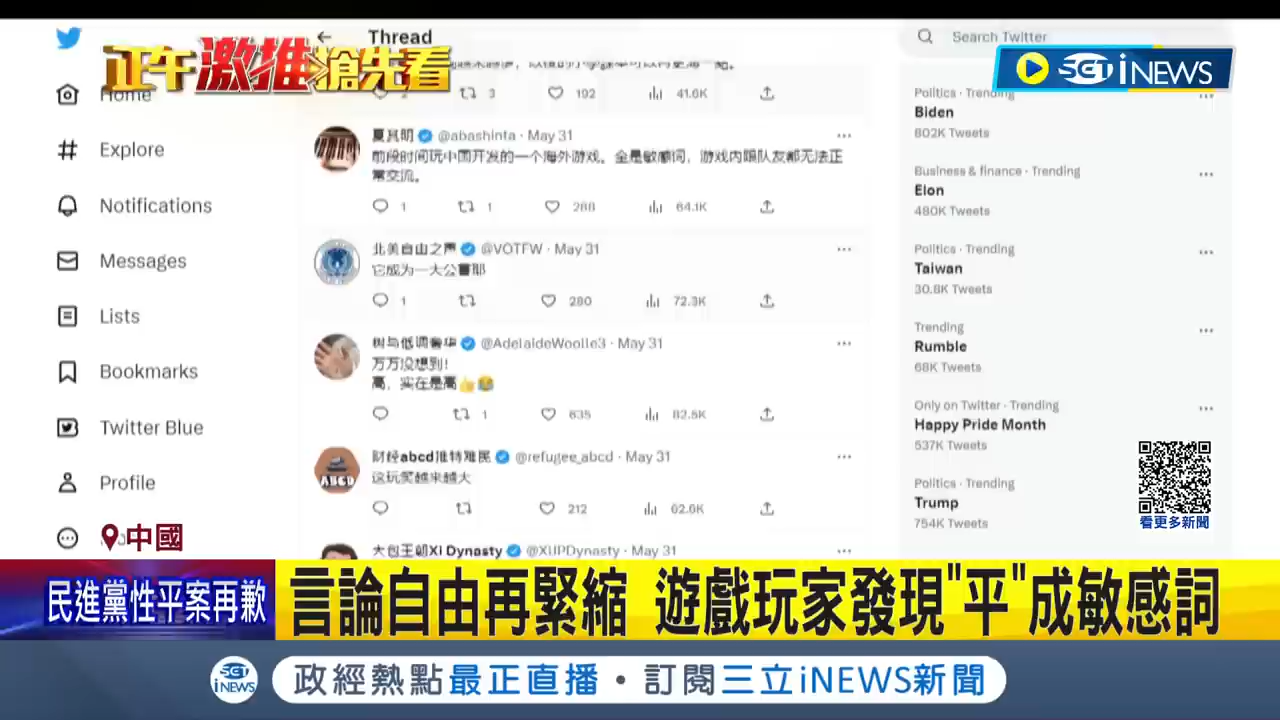 正午激推搶先看
Thread
Search Twitter
SET iNEWS
2 3 192 41.6K
Home
Explore
Notifications
Messages
Lists
Bookmarks
Twitter Blue
Profile
@abashinta · May 31
前段时间玩中国开发的一个海外游戏。全是敏感词，游戏内跟队友都无法正
常交流。
1 1 288 64.1K
北美自由之声 @VOTFW · May 31
它成为一大公害耶
1 280 72.3K
树与低调奢华 @AdelaideWoolle3 · May 31
万万没想到!
高，实在是高👍😂
1 635 82.5K
财经abcd推特难民 @refugee_abcd · May 31
这玩笑越来越大
212 62.6K
ABCD
大包王朝Xi Dynasty @XiJPDynasty · May 31
Politics · Trending
Biden
802K Tweets
Business & finance · Trending
Elon
480K Tweets
Politics · Trending
Taiwan
30.8K Tweets
Trending
Rumble
68K Tweets
Only on Twitter · Trending
Happy Pride Month
537K Tweets
Politics · Trending
Trump
754K Tweets
看更多新聞
中國
民進黨性平案再歉
言論自由再緊縮 遊戲玩家發現"平"成敏感詞
SET iNEWS
政經熱點最正直播・訂閱三立iNEWS新聞